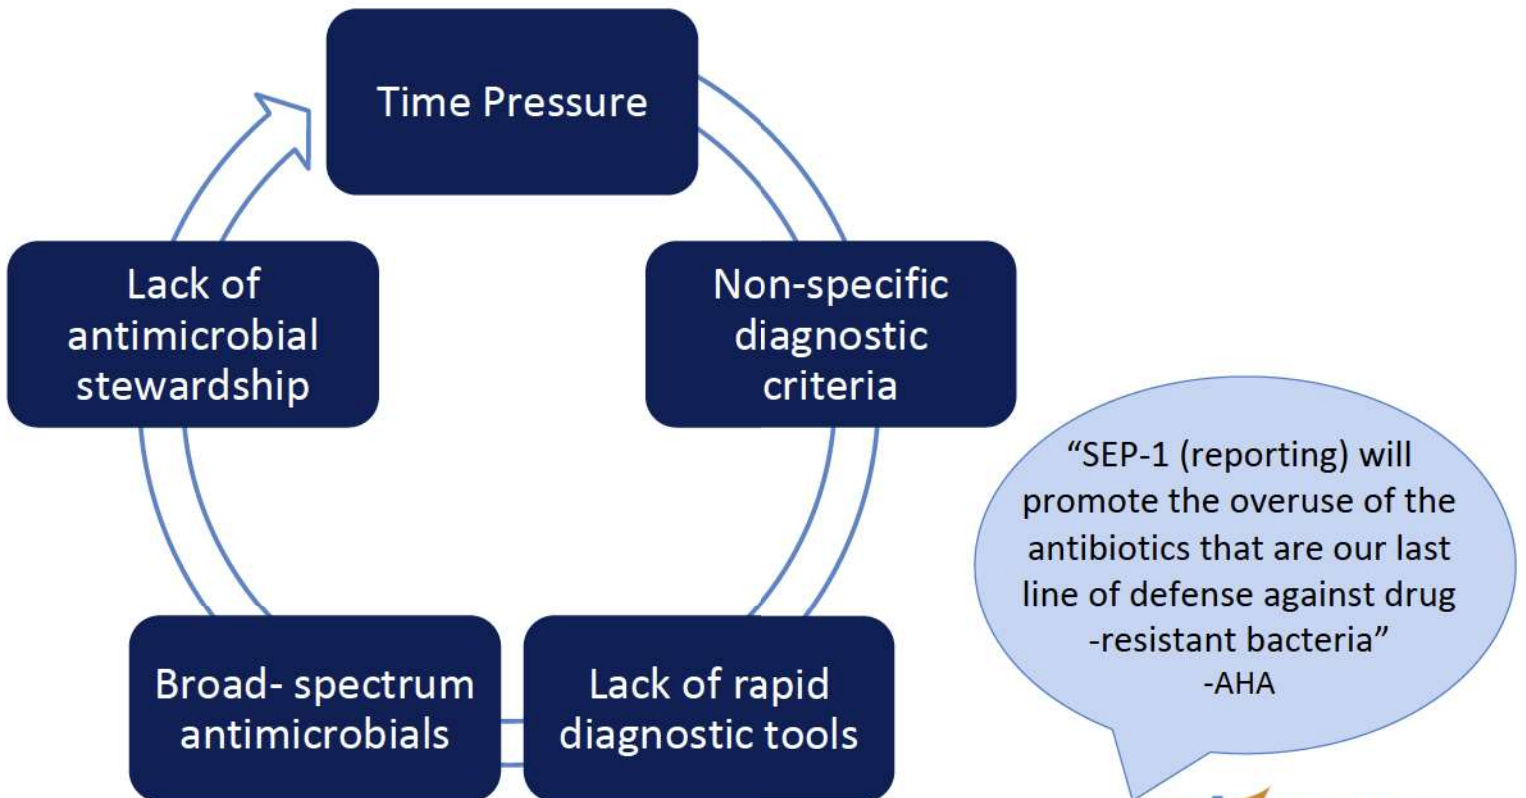 Time Pressure
Non-specific
diagnostic
criteria
Lack of rapid
diagnostic tools
Broad- spectrum
antimicrobials
Lack of
antimicrobial
stewardship
“SEP-1 (reporting) will
promote the overuse of the
antibiotics that are our last
line of defense against drug
-resistant bacteria”
-AHA